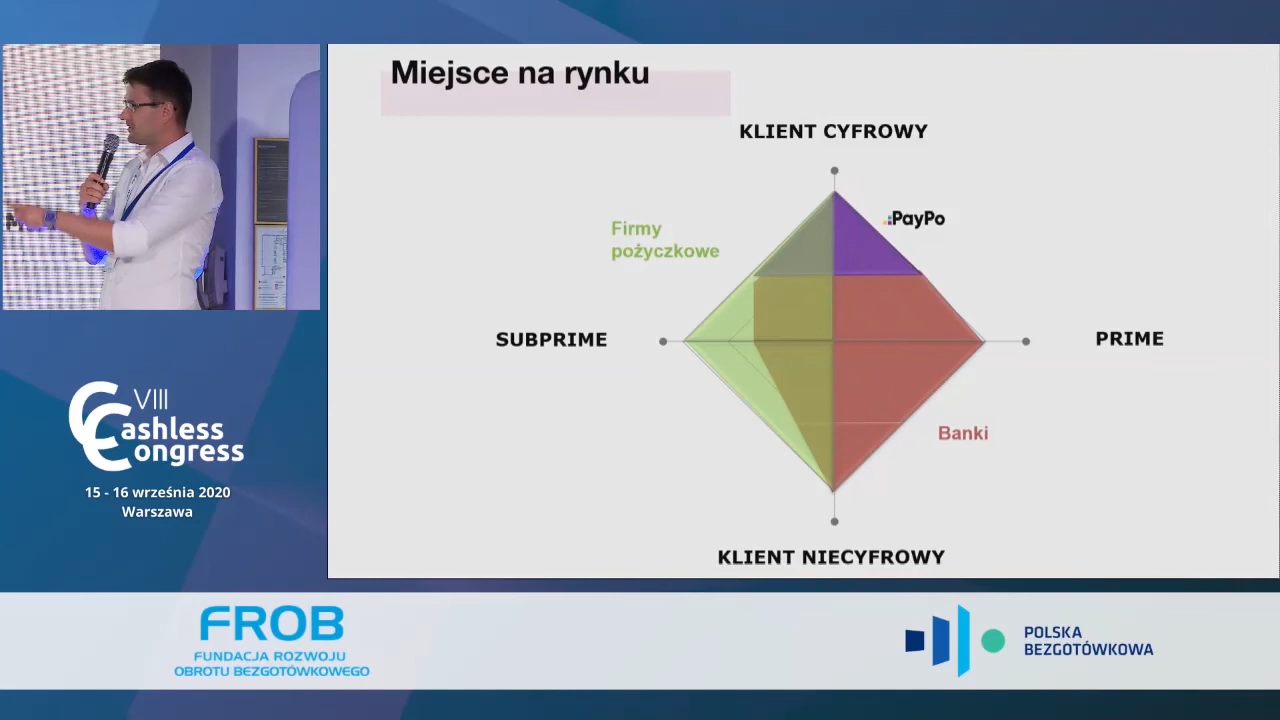 Miejsce na rynku
KLIENT CYFROWY
Firmy
pożyczkowe
PayPo
SUBPRIME
PRIME
Banki
KLIENT NIECYFROWY
VIII
Cashless
Congress
15 - 16 września 2020
Warszawa
FROB
FUNDACJA ROZWOJU
OBROTU BEZGOTÓWKOWEGO
POLSKA
BEZGOTÓWKOWA